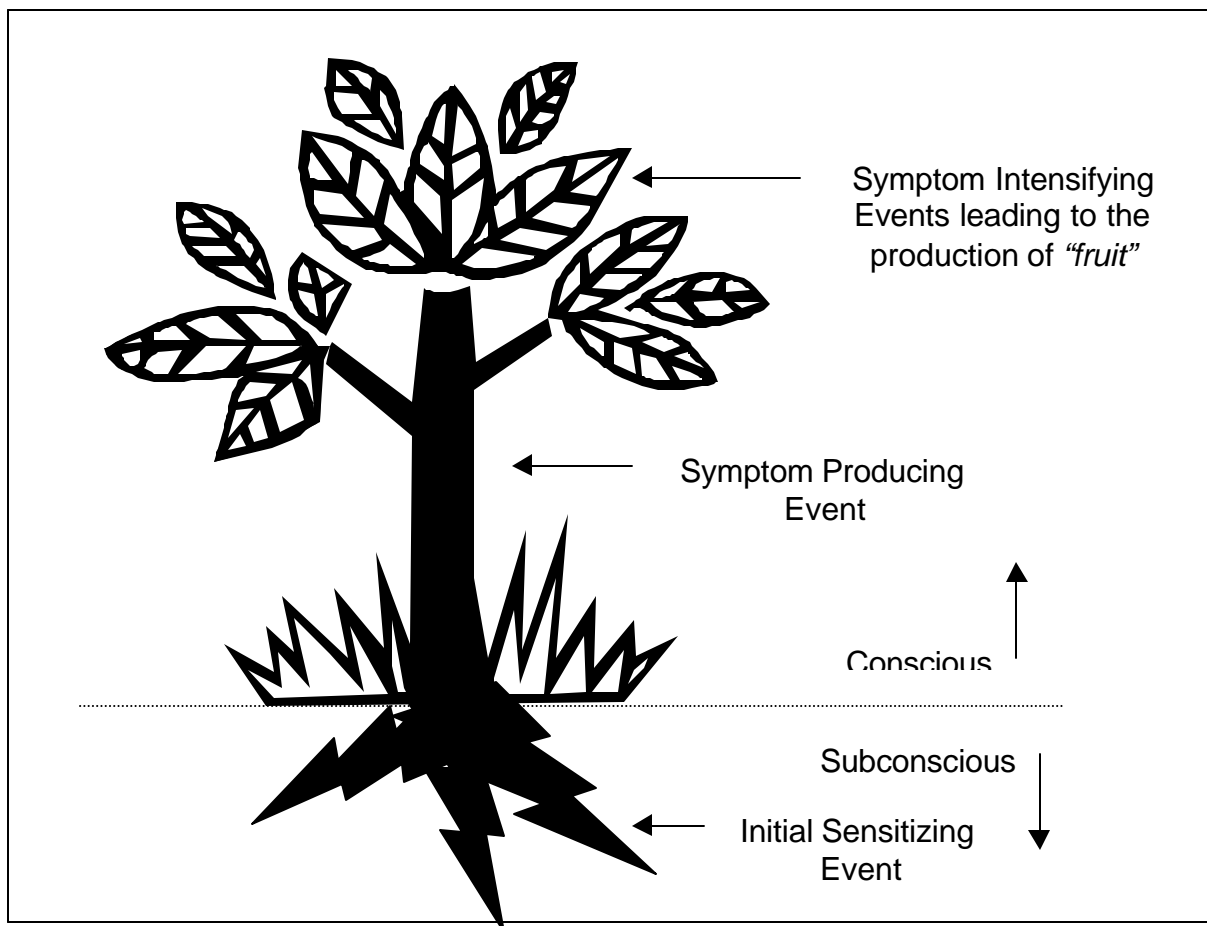 Symptom Intensifying
Events leading to the
production of “fruit”
Symptom Producing
Event
Conscious
Subconscious
Initial Sensitizing
Event